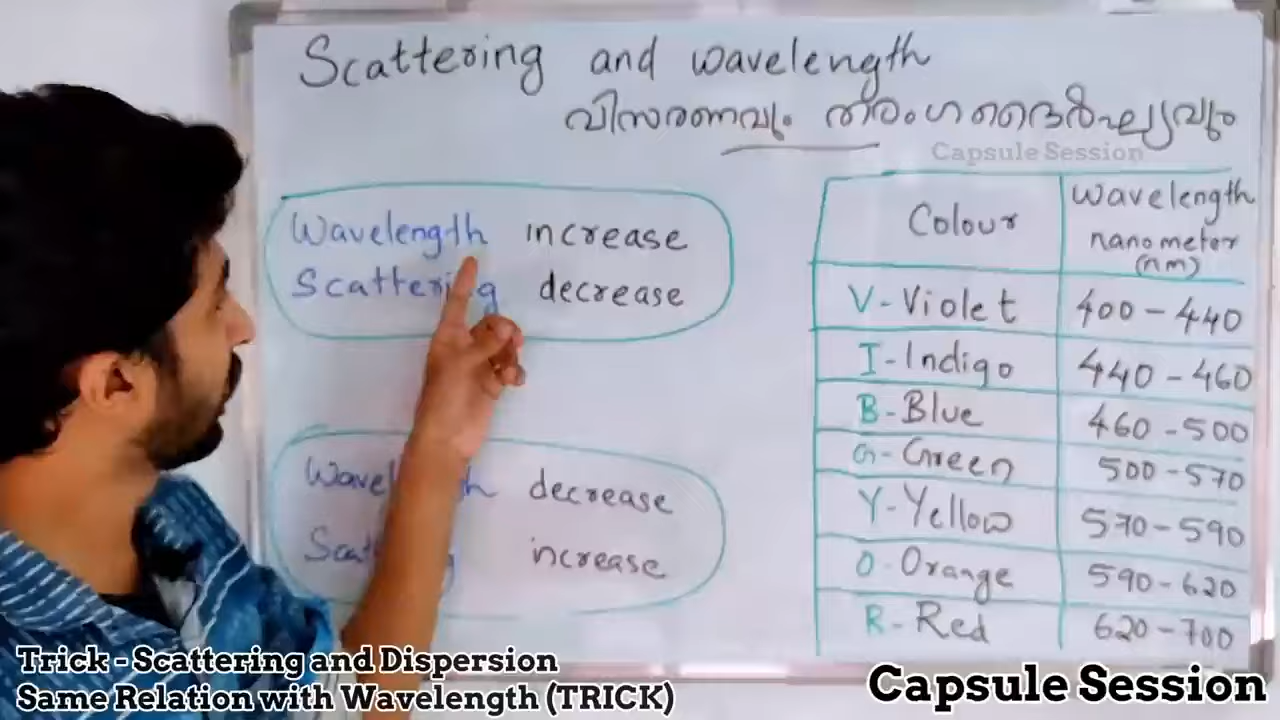 Scattering and wavelength
വിസരണവും തരംഗദൈർഘ്യവും
Capsule Session
Wavelength increase
Scattering decrease
Wavelength decrease
Scattering increase
Colour
Wavelength
nanometer
(nm)
V - Violet 400 - 440
I - Indigo 440 - 460
B - Blue 460 - 500
G - Green 500 - 570
Y - Yellow 570 - 590
O - Orange 590 - 620
R - Red 620 - 700
Trick - Scattering and Dispersion
Same Relation with Wavelength (TRICK)
Capsule Session